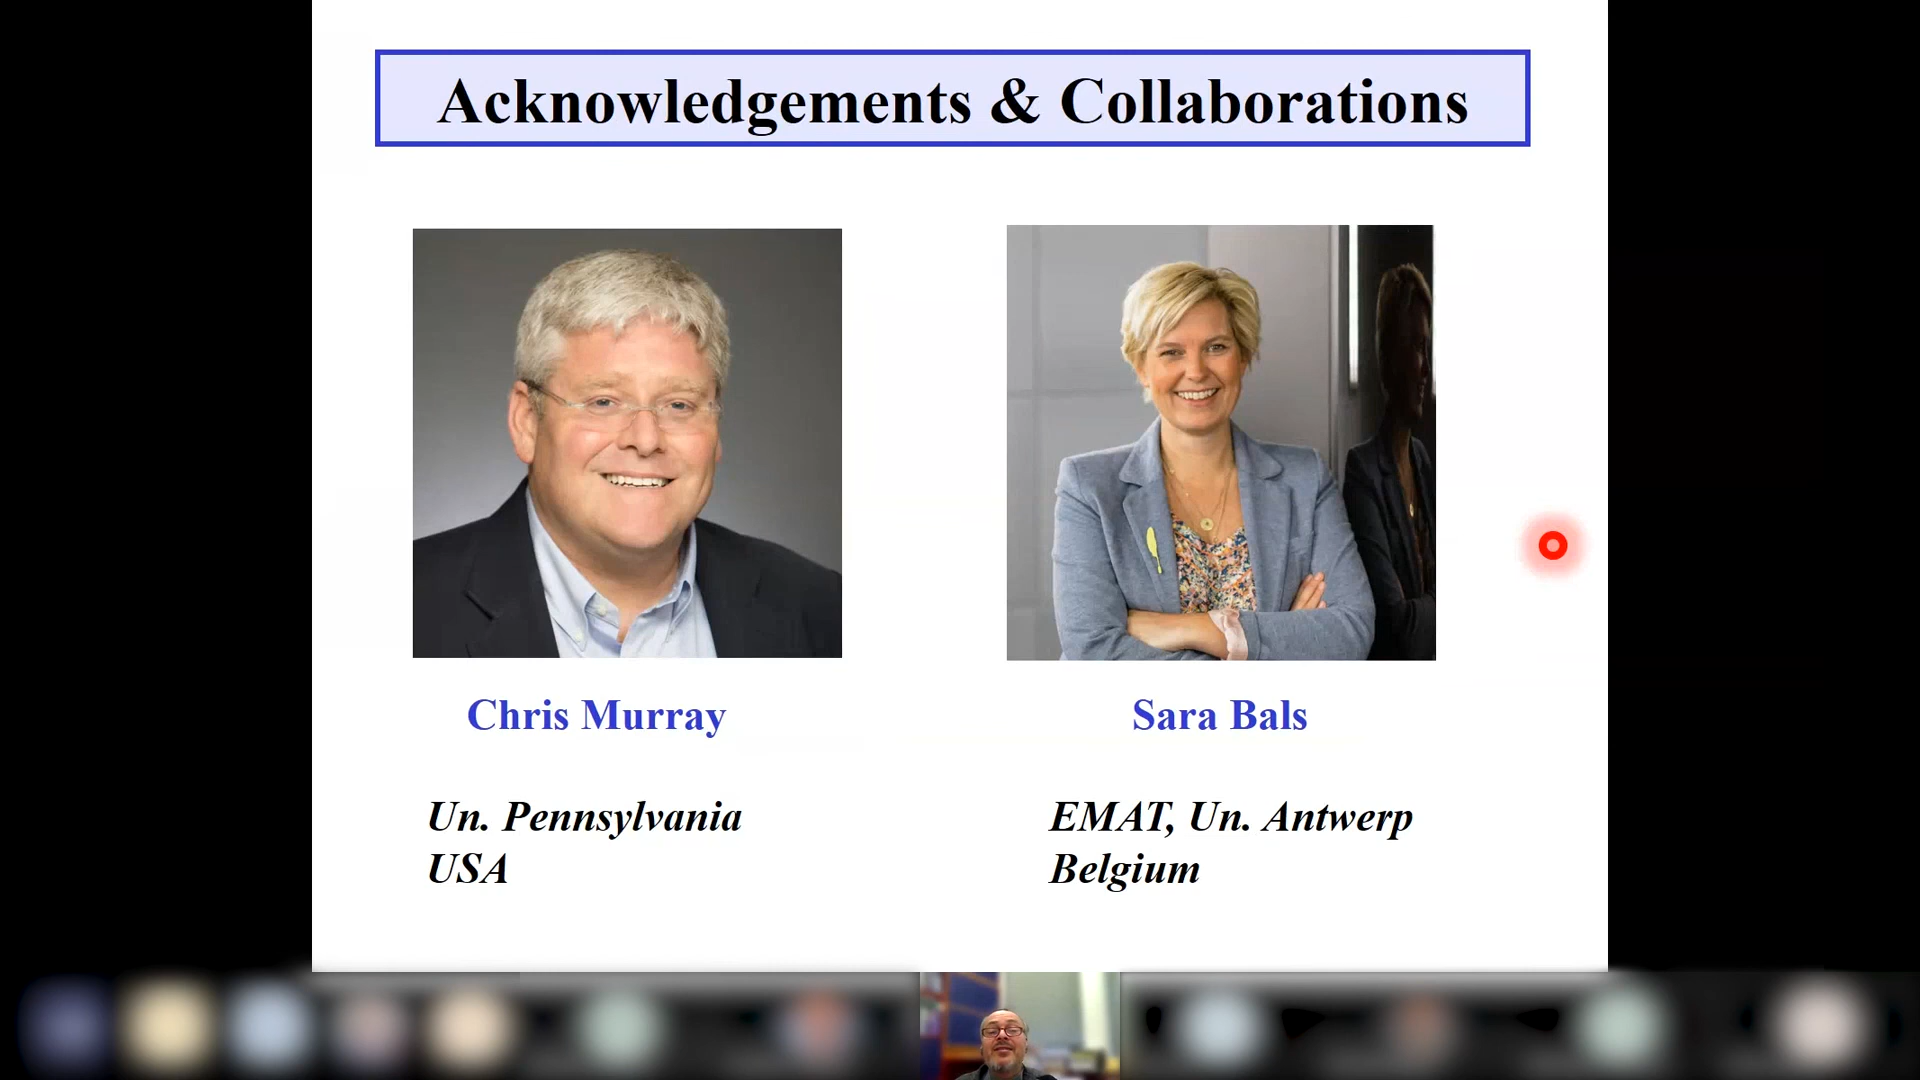 Acknowledgements & Collaborations
Chris Murray
Sara Bals
Un. Pennsylvania
USA
EMAT, Un. Antwerp
Belgium